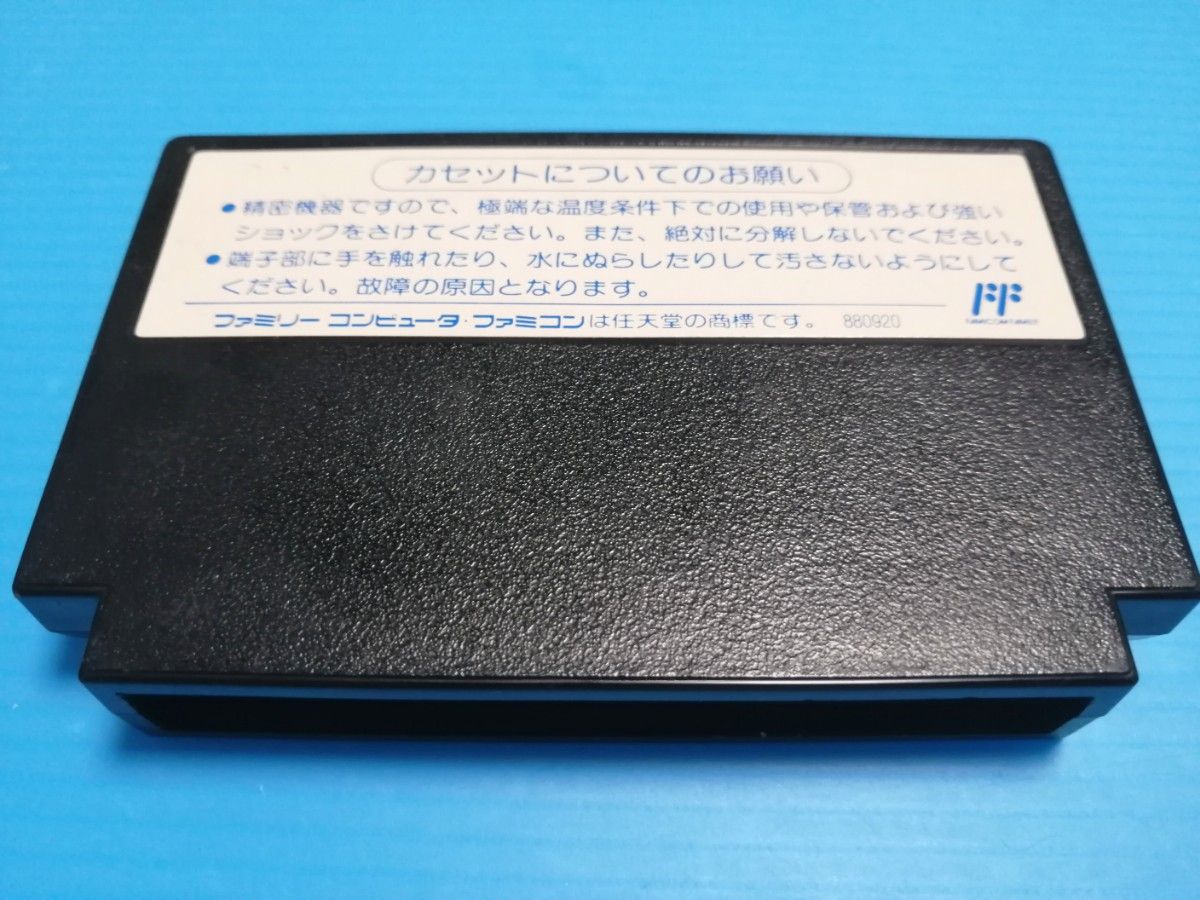 カセットについてのお願い
●精密機器ですので、極端な温度条件下での使用や保管および強い
ショックをさけてください。また、絶対に分解しないでください。
●端子部に手を触れたり、水にぬらしたりして汚さないようにして
ください。故障の原因となります。
FF
ファミリー コンピュータ・ファミコンは任天堂の商標です。 880920